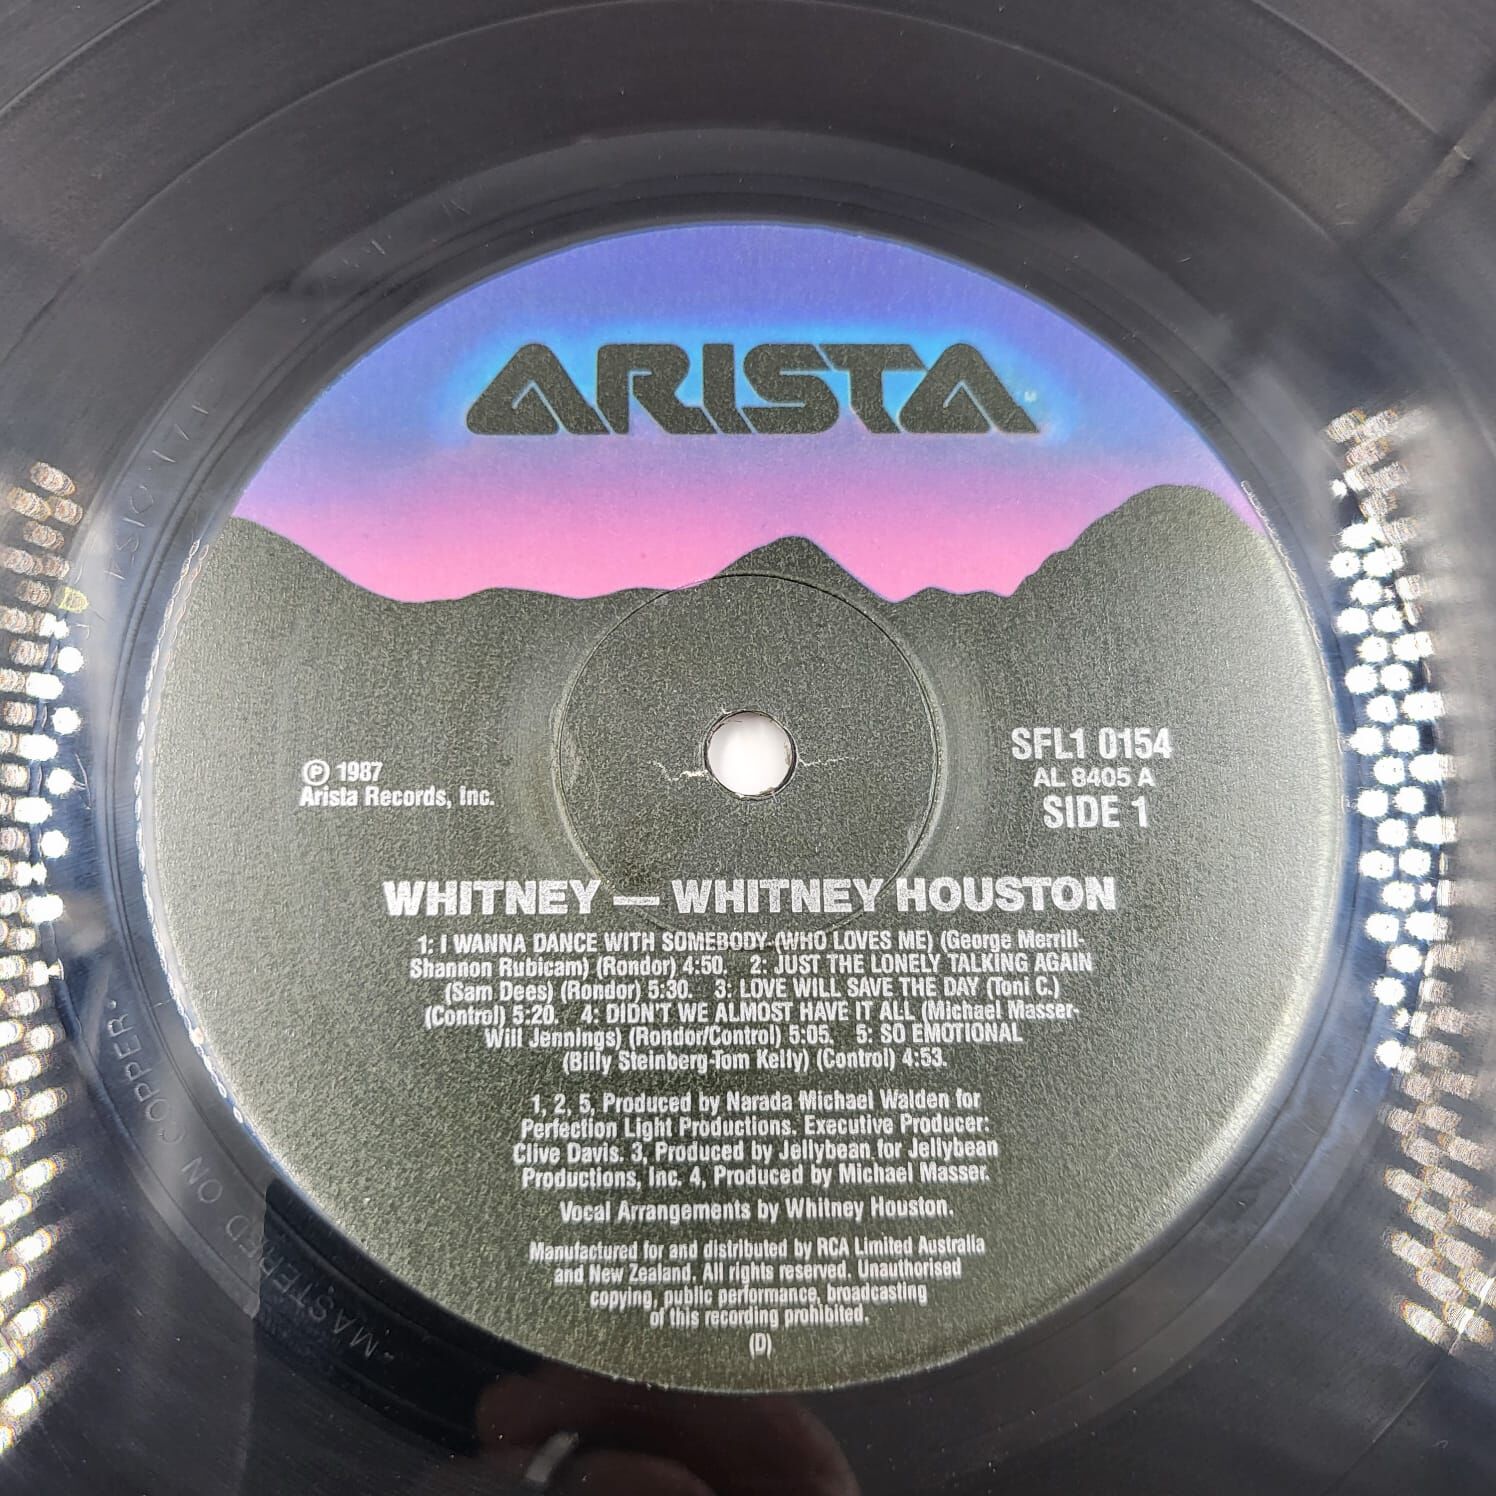 ARISTA
℗ 1987
Arista Records, Inc.
SFL1 0154
AL 8405 A
SIDE 1
WHITNEY — WHITNEY HOUSTON
1: I WANNA DANCE WITH SOMEBODY (WHO LOVES ME) (George Merrill-
Shannon Rubicam) (Rondor) 4:50. 2: JUST THE LONELY TALKING AGAIN
(Sam Dees) (Rondor) 5:30. 3: LOVE WILL SAVE THE DAY (Toni C.)
(Control) 5:20. 4: DIDN'T WE ALMOST HAVE IT ALL (Michael Masser-
Will Jennings) (Rondor/Control) 5:05. 5: SO EMOTIONAL
(Billy Steinberg-Tom Kelly) (Control) 4:53.
1, 2, 5, Produced by Narada Michael Walden for
Perfection Light Productions. Executive Producer:
Clive Davis. 3, Produced by Jellybean for Jellybean
Productions, Inc. 4, Produced by Michael Masser.
Vocal Arrangements by Whitney Houston.
Manufactured for and distributed by RCA Limited Australia
and New Zealand. All rights reserved. Unauthorised
copying, public performance, broadcasting
of this recording prohibited.
(D)
-MASTERED ON COPPER.